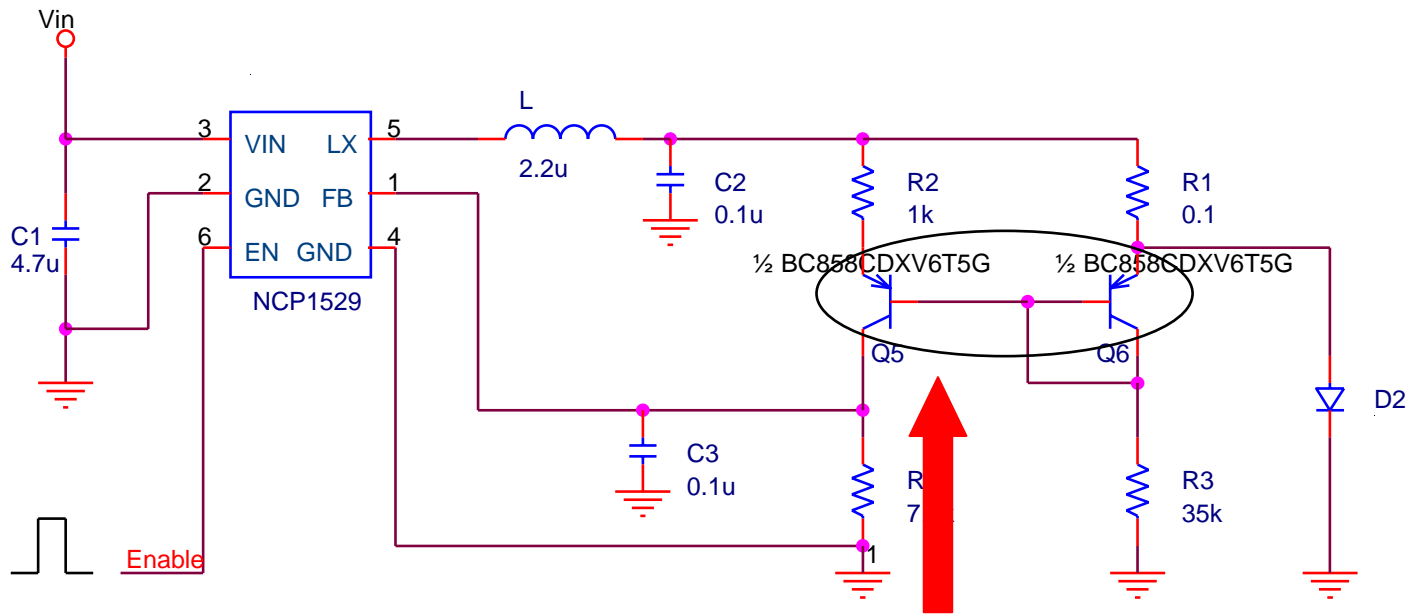 Vin
L
2.2u
3
VIN
LX
5
2
GND
FB
1
6
EN
GND
4
NCP1529
C1
4.7u
C2
0.1u
R2
1k
R1
0.1
½ BC858CDXV6T5G
½ BC858CDXV6T5G
Q5
Q6
D2
C3
0.1u
R
7
R3
35k
1
Enable